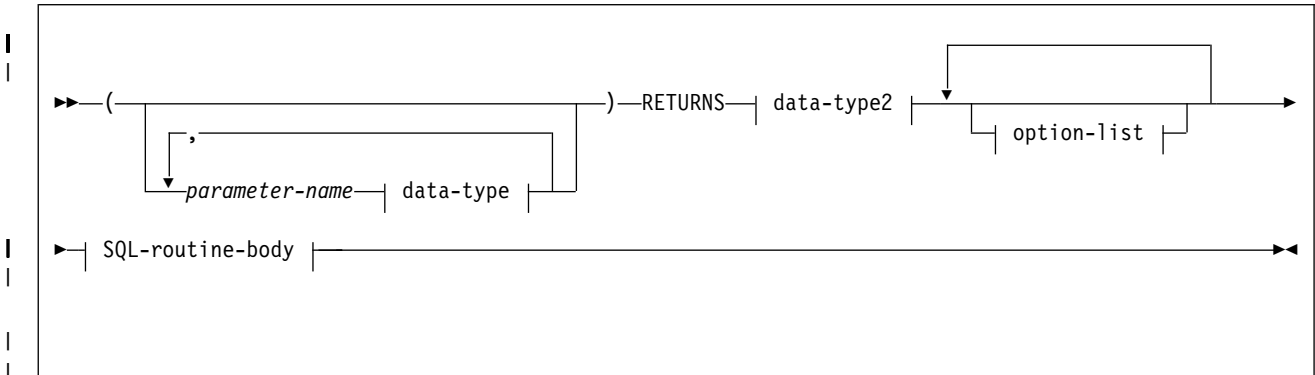 ( ) RETURNS data-type2
option-list
,
parameter-name data-type
SQL-routine-body